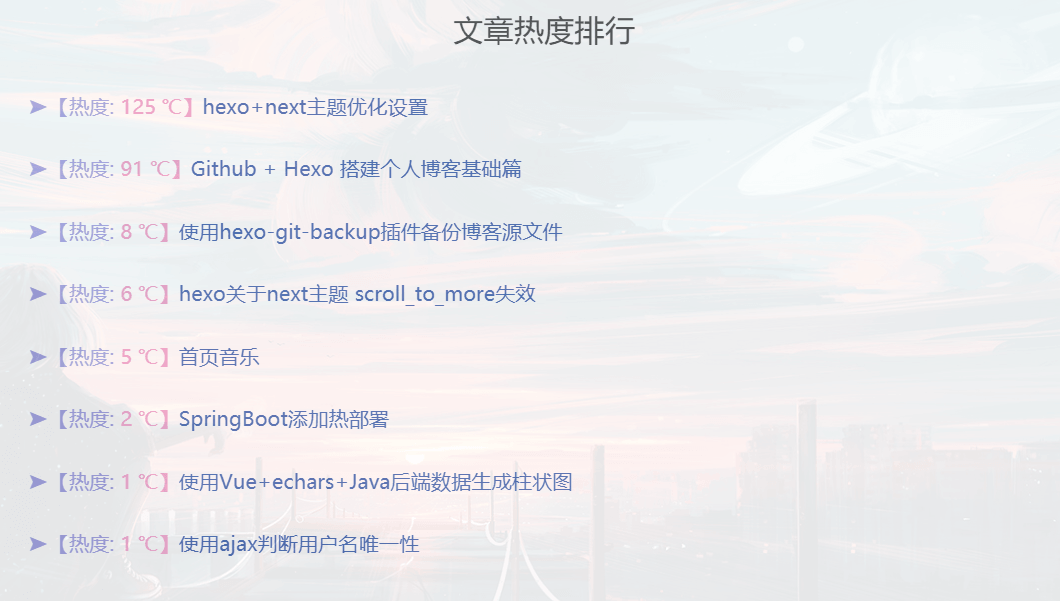 文章热度排行
➤【热度: 125 ℃】hexo+next主题优化设置
➤【热度: 91 ℃】Github + Hexo 搭建个人博客基础篇
➤【热度: 8 ℃】使用hexo-git-backup插件备份博客源文件
➤【热度: 6 ℃】hexo关于next主题 scroll_to_more失效
➤【热度: 5 ℃】首页音乐
➤【热度: 2 ℃】SpringBoot添加热部署
➤【热度: 1 ℃】使用Vue+echars+Java后端数据生成柱状图
➤【热度: 1 ℃】使用ajax判断用户名唯一性